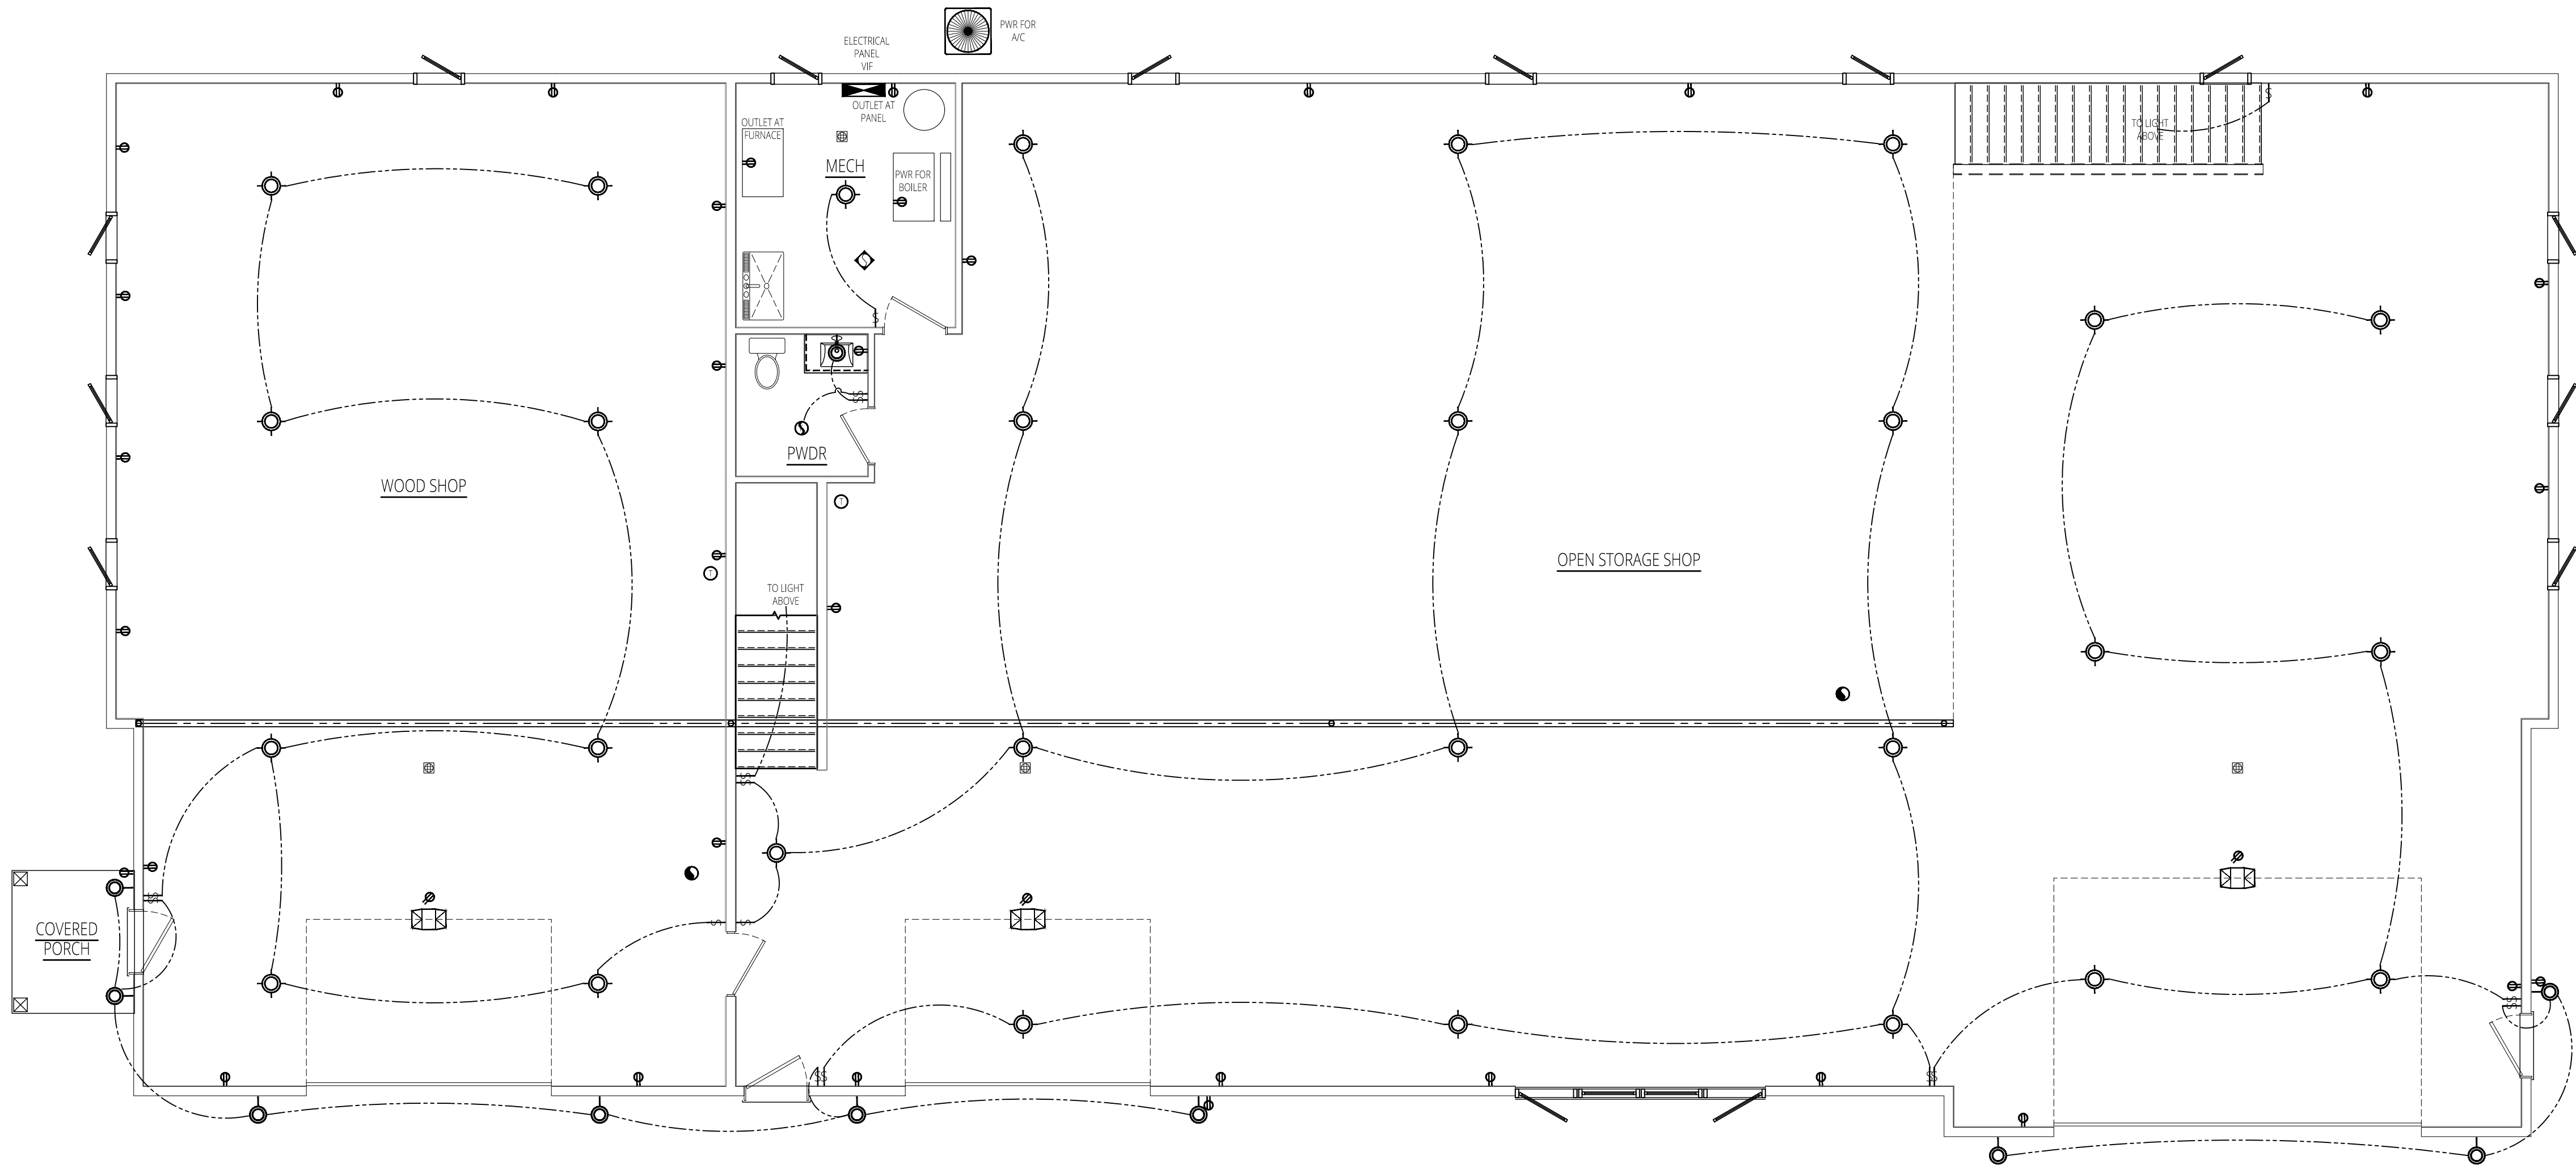 PWR FOR
A/C
ELECTRICAL
PANEL
VIF
OUTLET AT
PANEL
OUTLET AT
FURNACE
TO LIGHT
ABOVE
MECH
PWR FOR
BOILER
S
S
PWDR
S
S
WOOD SHOP
T
OPEN STORAGE SHOP
T
TO LIGHT
ABOVE
S
S
COVERED
PORCH
S
S
S
S
S
S
S
S
S
S
S